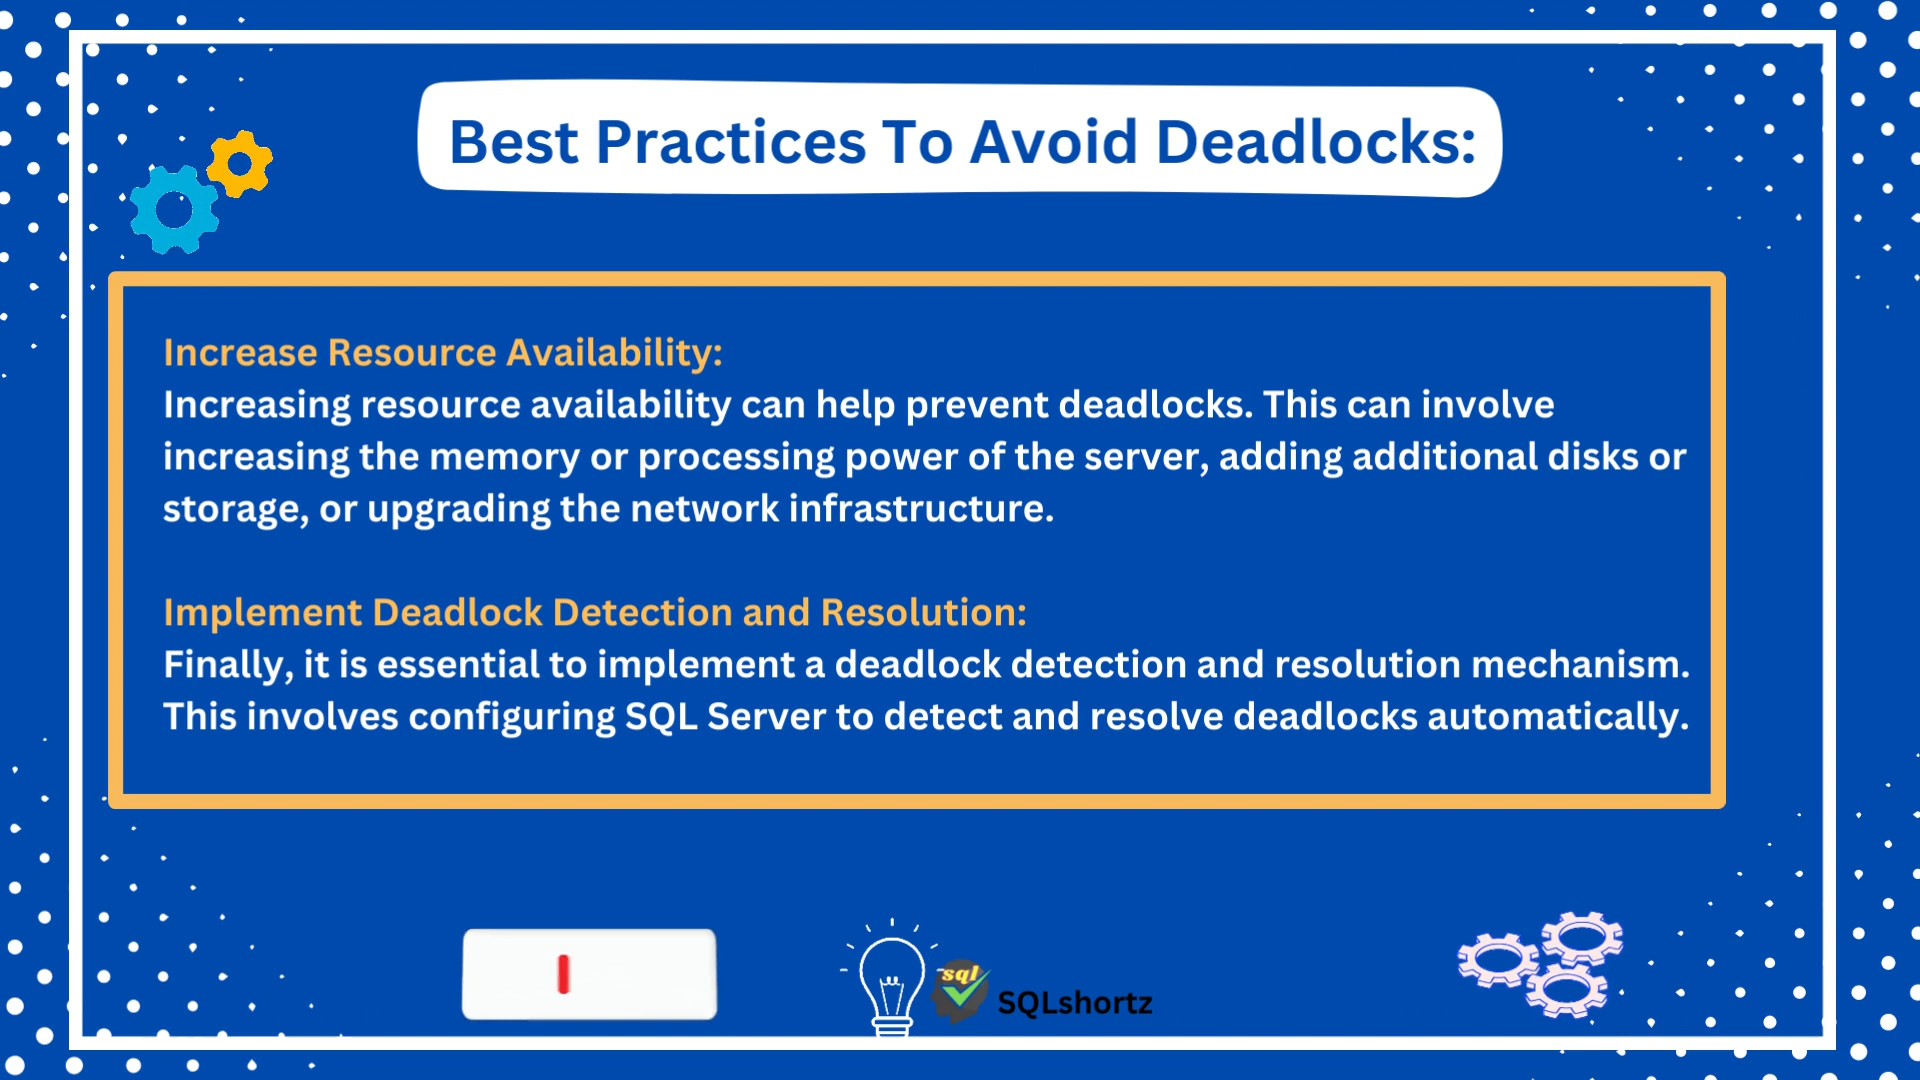 Best Practices To Avoid Deadlocks:
Increase Resource Availability:
Increasing resource availability can help prevent deadlocks. This can involve
increasing the memory or processing power of the server, adding additional disks or
storage, or upgrading the network infrastructure.
Implement Deadlock Detection and Resolution:
Finally, it is essential to implement a deadlock detection and resolution mechanism.
This involves configuring SQL Server to detect and resolve deadlocks automatically.
sql
SQLshortz